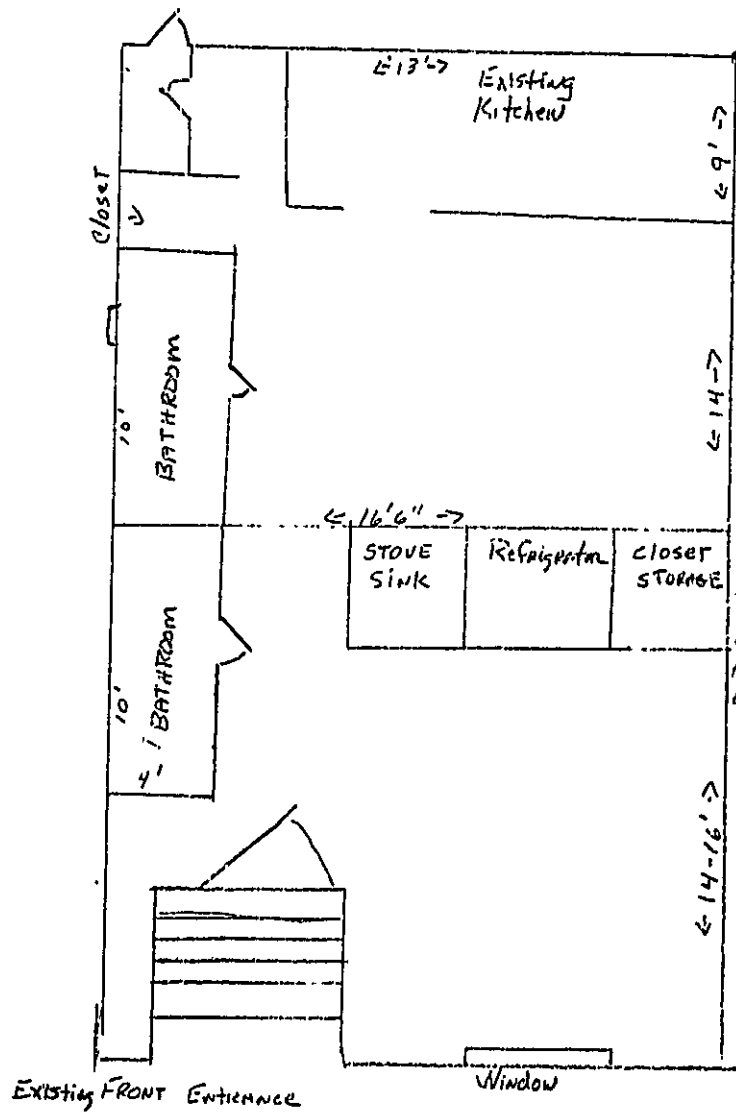 ←13'→
Existing
Kitchen
←9'→
Closet
10'
BATHROOM
←14→
←16'6"→
STOVE
SINK
Refrigerator
Closet
STORAGE
10'
BATHROOM
4'
←14-16'→
Existing FRONT Entrance
Window